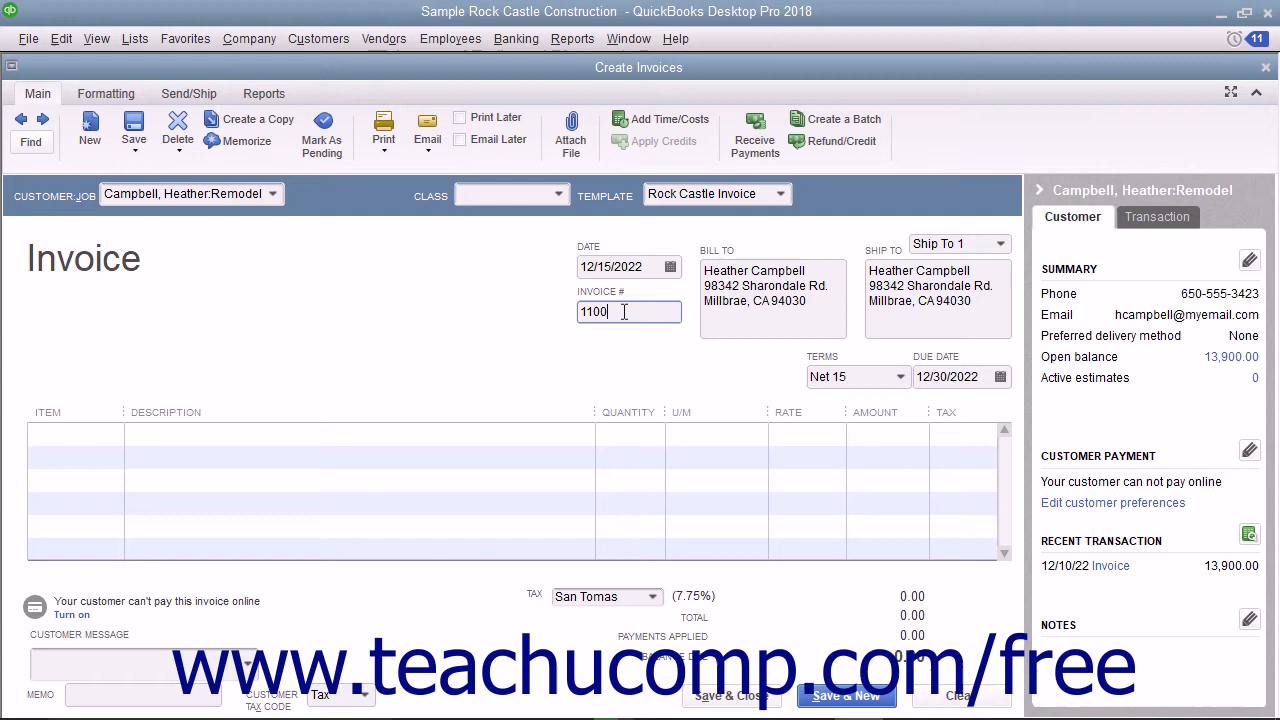 Sample Rock Castle Construction - QuickBooks Desktop Pro 2018
File Edit View Lists Favorites Company Customers Vendors Employees Banking Reports Window Help 11
Create Invoices
Main Formatting Send/Ship Reports
Find New Save Delete Create a Copy Memorize Mark As Pending Print Email Print Later Email Later Attach File Add Time/Costs Apply Credits Receive Payments Create a Batch Refund/Credit
CUSTOMER:JOB Campbell, Heather:Remodel CLASS TEMPLATE Rock Castle Invoice
Invoice
DATE
12/15/2022
INVOICE #
1100
BILL TO
Heather Campbell
98342 Sharondale Rd.
Millbrae, CA 94030
SHIP TO Ship To 1
Heather Campbell
98342 Sharondale Rd.
Millbrae, CA 94030
TERMS DUE DATE
Net 15 12/30/2022
ITEM DESCRIPTION QUANTITY U/M RATE AMOUNT TAX
Your customer can't pay this invoice online
Turn on
CUSTOMER MESSAGE
MEMO
CUSTOMER TAX CODE Tax
TAX San Tomas (7.75%) 0.00
TOTAL 0.00
PAYMENTS APPLIED 0.00
BALANCE DUE 0.00
Save & Close Save & New Clear
Campbell, Heather:Remodel
Customer Transaction
SUMMARY
Phone 650-555-3423
Email hcampbell@myemail.com
Preferred delivery method None
Open balance 13,900.00
Active estimates 0
CUSTOMER PAYMENT
Your customer can not pay online
Edit customer preferences
RECENT TRANSACTION
12/10/22 Invoice 13,900.00
NOTES
www.teachucomp.com/free